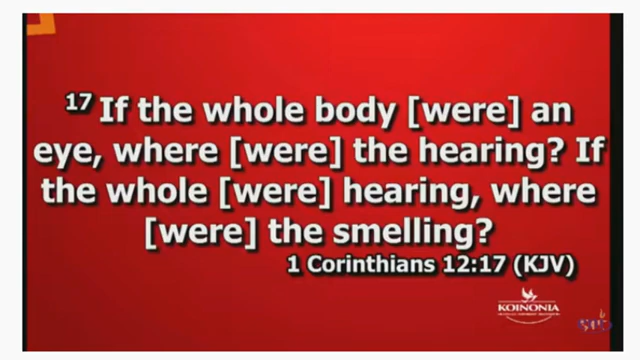 17 If the whole body [were] an
eye, where [were] the hearing? If
the whole [were] hearing, where
[were] the smelling?
1 Corinthians 12:17 (KJV)
KOINONIA